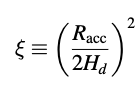 ξ ≡ (R_acc / 2H_d)^2